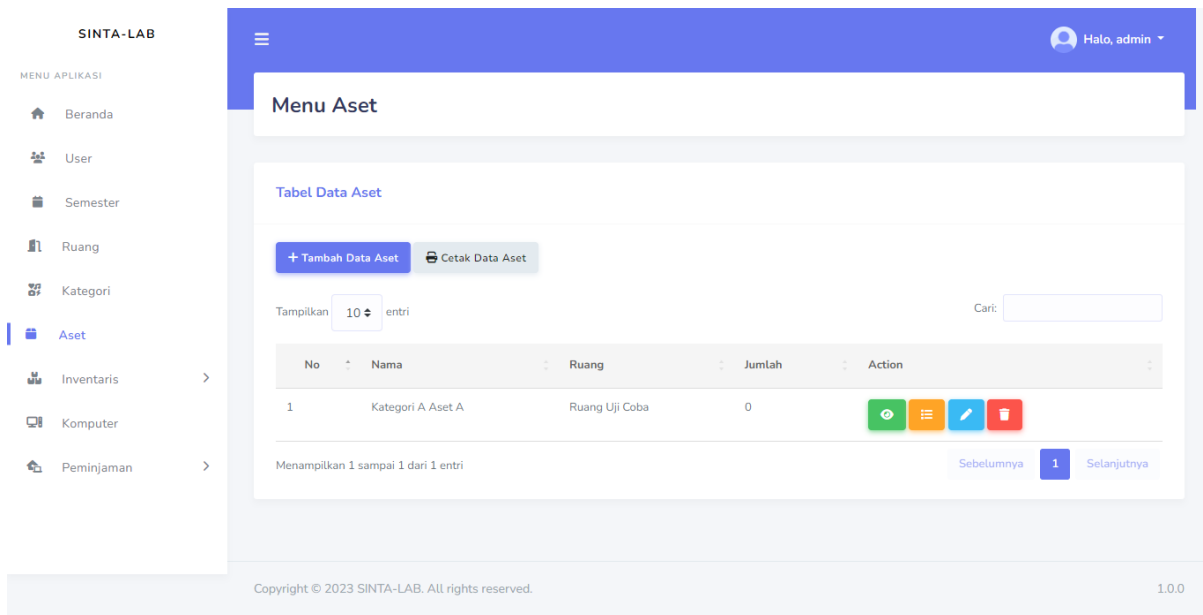 SINTA-LAB
Halo, admin
MENU APLIKASI
Beranda
User
Semester
Ruang
Kategori
Aset
Inventaris
Komputer
Peminjaman
Menu Aset
Tabel Data Aset
+ Tambah Data Aset Cetak Data Aset
Tampilkan 10 entri Cari:
No Nama Ruang Jumlah Action
1 Kategori A Aset A Ruang Uji Coba 0
Menampilkan 1 sampai 1 dari 1 entri Sebelumnya 1 Selanjutnya
Copyright © 2023 SINTA-LAB. All rights reserved. 1.0.0